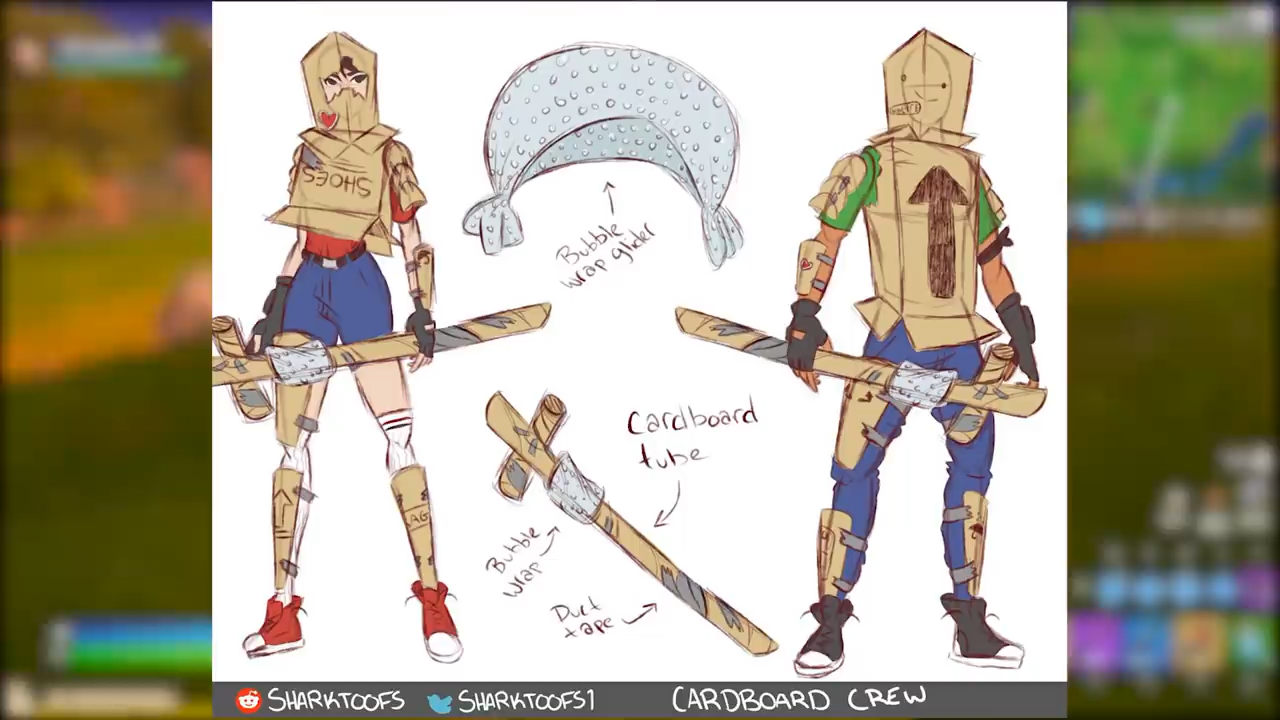 SHOES
Bubble
wrap glider
Cardboard
tube
Bubble
wrap
Duct
tape
SHARKTOOFS
SHARKTOOFS1
CARDBOARD CREW